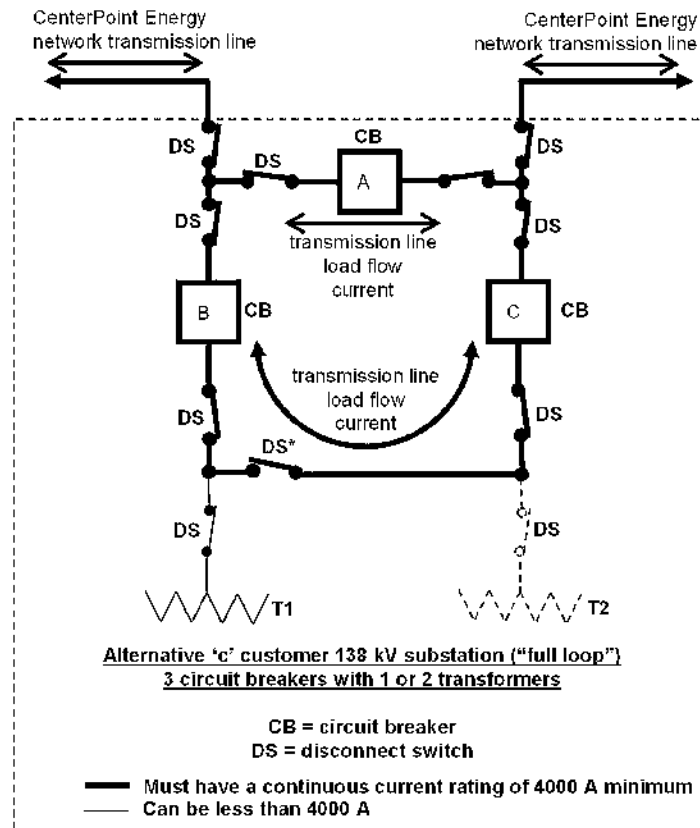 CenterPoint Energy
network transmission line
CenterPoint Energy
network transmission line
DS
DS
CB
A
DS
DS
transmission line
load flow
current
DS
B
CB
C
CB
transmission line
load flow
current
DS
DS
DS*
DS
DS
T1
T2
Alternative 'c' customer 138 kV substation ("full loop")
3 circuit breakers with 1 or 2 transformers
CB = circuit breaker
DS = disconnect switch
Must have a continuous current rating of 4000 A minimum
Can be less than 4000 A